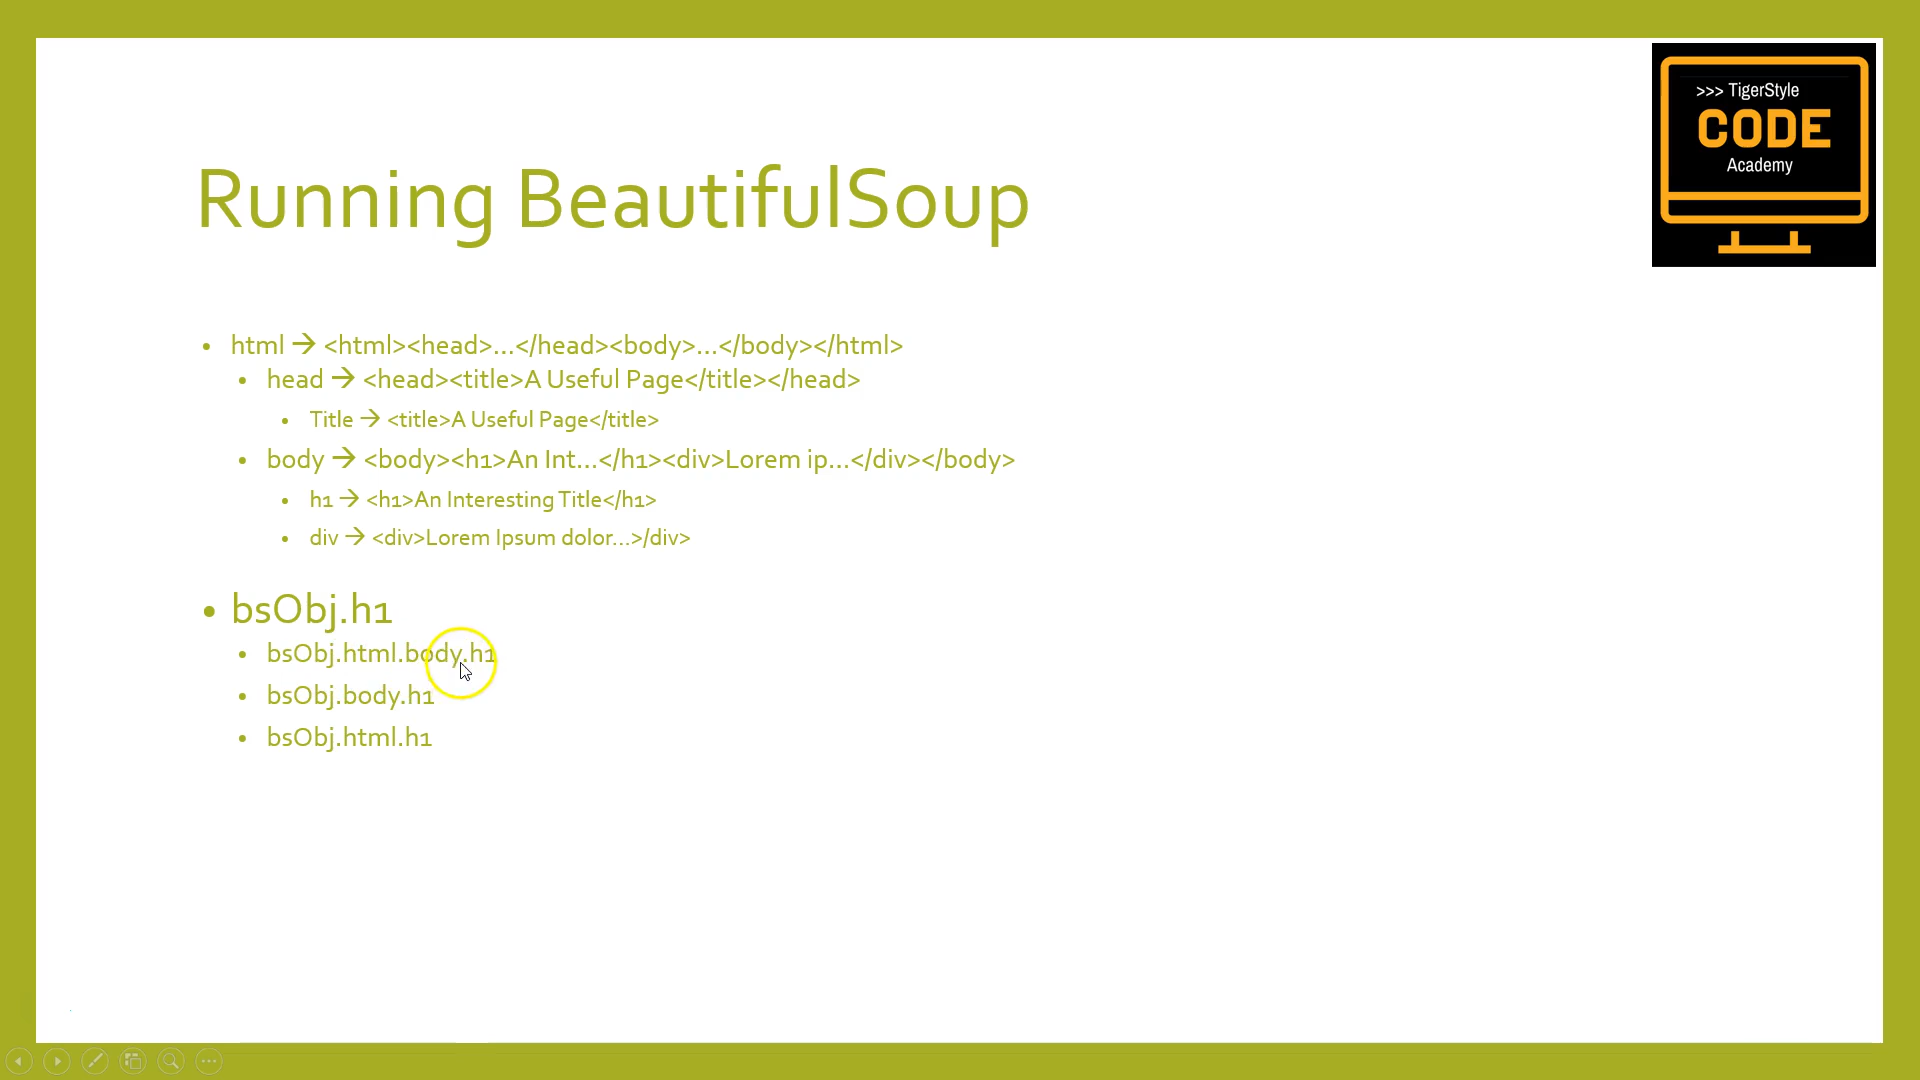 >>> TigerStyle
CODE
Academy
Running BeautifulSoup
• html → <html><head>...</head><body>...</body></html>
• head → <head><title>A Useful Page</title></head>
• Title → <title>A Useful Page</title>
• body → <body><h1>An Int...</h1><div>Lorem ip...</div></body>
• h1 → <h1>An Interesting Title</h1>
• div → <div>Lorem Ipsum dolor...>/div>
• bsObj.h1
• bsObj.html.body.h1
• bsObj.body.h1
• bsObj.html.h1